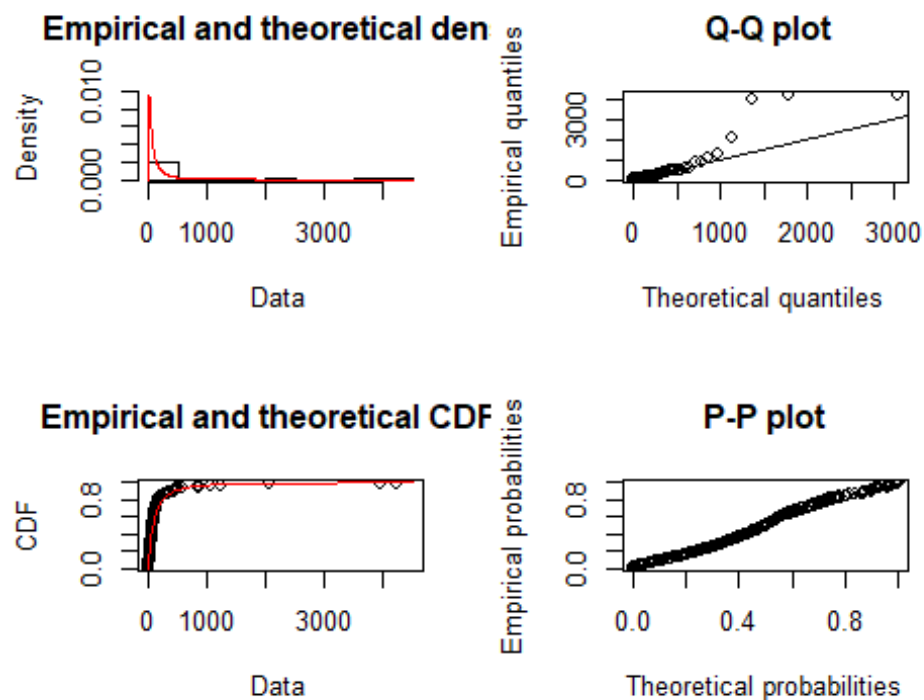 Empirical and theoretical den
Density
0.000 0.010
0 1000 3000
Data
Q-Q plot
Empirical quantiles
0 3000
0 1000 2000 3000
Theoretical quantiles
Empirical and theoretical CDF
CDF
0.0 0.8
0 1000 3000
Data
P-P plot
Empirical probabilities
0.0 0.8
0.0 0.4 0.8
Theoretical probabilities